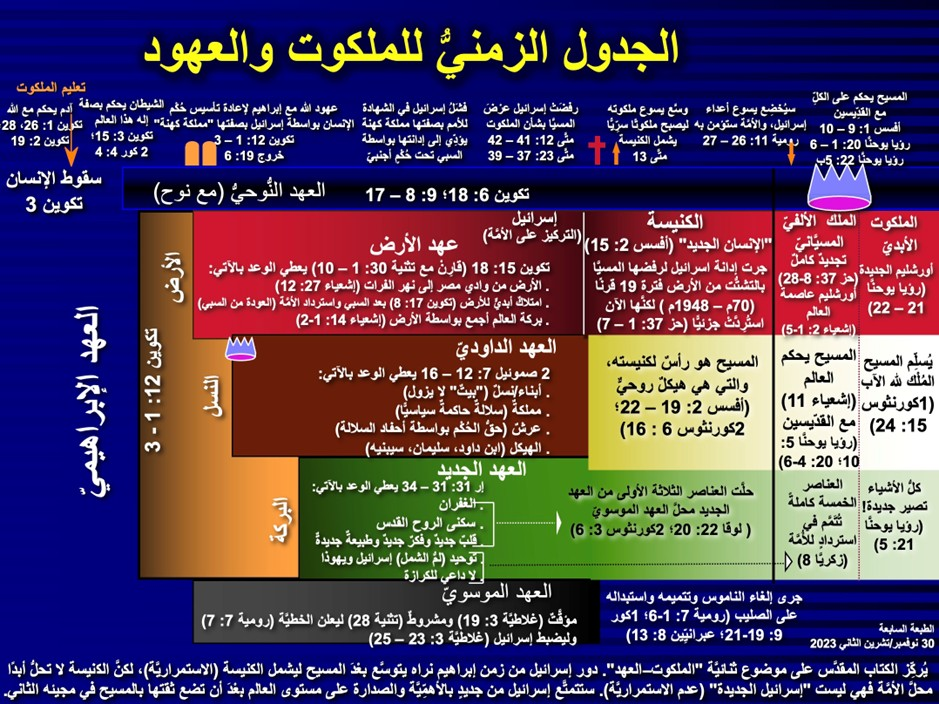 الجدول الزمنيُّ للملكوت والعهود
تعليم الملكوت
آدم يحكم مع الله
تكوين 1: 26، 28؛
تكوين 2: 19
الشيطان يحكم بصفة
إله هذا العالم
تكوين 3: 15؛
2 كور 4: 4
عهود الله مع إبراهيم لإعادة تأسيس حُكم
الإنسان بواسطة إسرائيل بصفتها "مملكة كهنة"
تكوين 12: 1 – 3
خروج 19: 6
فشلُ إسرائيل في الشهادة
للأمم بصفتها مملكة كهنة
يؤدّي إلى إدانتها بواسطة
السبي تحت حُكم أجنبيّ
رفضتْ إسرائيل عرْضَ
المسيَّا بشأن الملكوت
متّى 12: 41 – 42
متّى 23: 37 – 39
وسَّع يسوع ملكوته
ليصبح ملكوتًا سريًّا
يشمل الكنيسة
متّى 13
سيُخضِع يسوع أعداء
إسرائيل، والأمَّة ستؤمن به
رومية 11: 26 – 27
المسيح يحكم على الكلّ
مع القدّيسين
أفسس 1: 9 – 10
رؤيا يوحنَّا 20: 1 – 6
رؤيا يوحنَّا 22: 5ب
سقوط الإنسان
تكوين 3
العهد النُّوحيُّ (مع نوح)
تكوين 6: 18؛ 9: 8 – 17
العهد الإبراهيميّ
تكوين 12: 1 - 3
الأرض
إسرائيل
(التركيز على الأمَّة)
عهد الأرض
تكوين 15: 18 (قارِنْ مع تثنية 30: 1 – 10) يعطي الوعد بالآتي:
. الأرض من وادي مصر إلى نهر الفرات (إشعياء 27: 12)
. امتلاكٌ أبديٌّ للأرض (تكوين 17: 8) بعد السبي واسترداد الأمَّة (العودة من السبي)
. بركة العالم أجمع بواسطة الأرض (إشعياء 14: 1-2)
الكنيسة
"الإنسان الجديد" (أفسس 2: 15)
جرت إدانة اسرائيل لرفضها المسيَّا
بالتشتُّت من الأرض فترة 19 قرنًا
(70م – 1948م ) لكنَّها الآن
استُردَّتْ جزئيًّا (حز 37: 1 – 7)
الملك الألفيّ
المسيَّانيّ
تجديدٌ كاملٌ
(حز 37: 8-28)
أورشليم عاصمة
العالم
(إشعياء 2: 1-5)
الملكوت
الأبديّ
أورشليم الجديدة
(رؤيا يوحنَّا
21 – 22)
النسل
العهد الداوديّ
2 صموئيل 7: 12 – 16 يعطي الوعد بالآتي:
. أبناء/نسلٌ ("بيتٌ" لا يزول)
. مملكةٌ (سلالةٌ حاكمةٌ سياسيًّا)
. عرشٌ (حقُّ الحُكم بواسطة أحفاد السلالة)
. الهيكل (ابن داود، سليمان، سيبنيه)
المسيح هو رأسٌ لكنيسته،
والتي هي هيكلٌ روحيٌّ
(أفسس 2: 19 – 22؛
2كورنثوس 6 : 16)
المسيح يحكم
العالم
(إشعياء 11)
مع القدّيسين
(رؤيا يوحنَّا 5:
10؛ 20: 4-6)
يُسلِّم المسيح
المُلْك لله الآب
(1كورنثوس
15: 24)
البركة
العهد الجديد
إر 31: 31 – 34 يعطي الوعد بالآتي:
. الغفران
. سكنى الروح القدس
. قلبٌ جديدٌ وفكرٌ جديدٌ وطبيعةٌ جديدةٌ
. توحيد (لمّ الشمل) إسرائيل ويهوذا
. لا داعي للكرازة
حلَّت العناصر الثلاثة الأولى من العهد
الجديد محلَّ العهد الموسويّ
( لوقا 22: 20؛ 2كورنثوس 3: 6)
العناصر
الخمسة كاملةً
تُتمَّم في
استردادٍ للأمَّة
(زكريَّا 8)
كلُّ الأشياء
تصير جديدة!
(رؤيا يوحنَّا
21: 5)
العهد الموسويّ
مؤقَّتٌ (غلاطيَّة 3: 19) ومشروطٌ (تثنية 28) ليعلن الخطيَّة (رومية 7: 7)
وليضبط إسرائيل (غلاطيَّة 3: 23 – 25)
جرى إلغاء الناموس وتتميمه واستبداله
على الصليب (رومية 7: 1-6؛ 1كور
9: 19-21؛ عبرانيّين 8: 13)
الطبعة السابعة
30 نوفمبر/تشرين الثاني 2023
يُركِّز الكتاب المقدَّس على موضوع ثنائيَّة "الملكوت–العهد". دور إسرائيل من زمن إبراهيم نراه يتوسَّع بعْدَ المسيح ليشمل الكنيسة (الاستمراريَّة)، لكنَّ الكنيسة لا تحلُّ أبدًا
محلَّ الأمَّة فهي ليست "إسرائيل الجديدة" (عدم الاستمراريَّة). ستتمتَّع إسرائيل من جديدٍ بالأهمِّيَّة والصدارة على مستوى العالم بعْدَ أن تضع ثقتها بالمسيح في مجيئه الثاني.